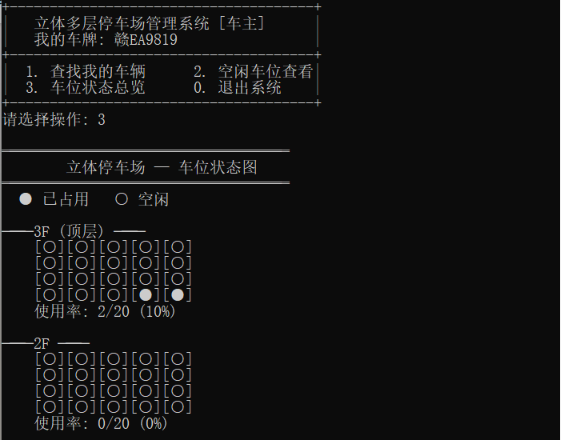 立体多层停车场管理系统 [车主]
我的车牌: 赣EA9819
1. 查找我的车辆 2. 空闲车位查看
3. 车位状态总览 0. 退出系统
请选择操作: 3
立体停车场 — 车位状态图
● 已占用 ○ 空闲
——3F (顶层) ——
[○][○][○][○][○]
[○][○][○][○][○]
[○][○][○][○][○]
[○][○][○][●][●]
使用率: 2/20 (10%)
——2F ——
[○][○][○][○][○]
[○][○][○][○][○]
[○][○][○][○][○]
[○][○][○][○][○]
使用率: 0/20 (0%)